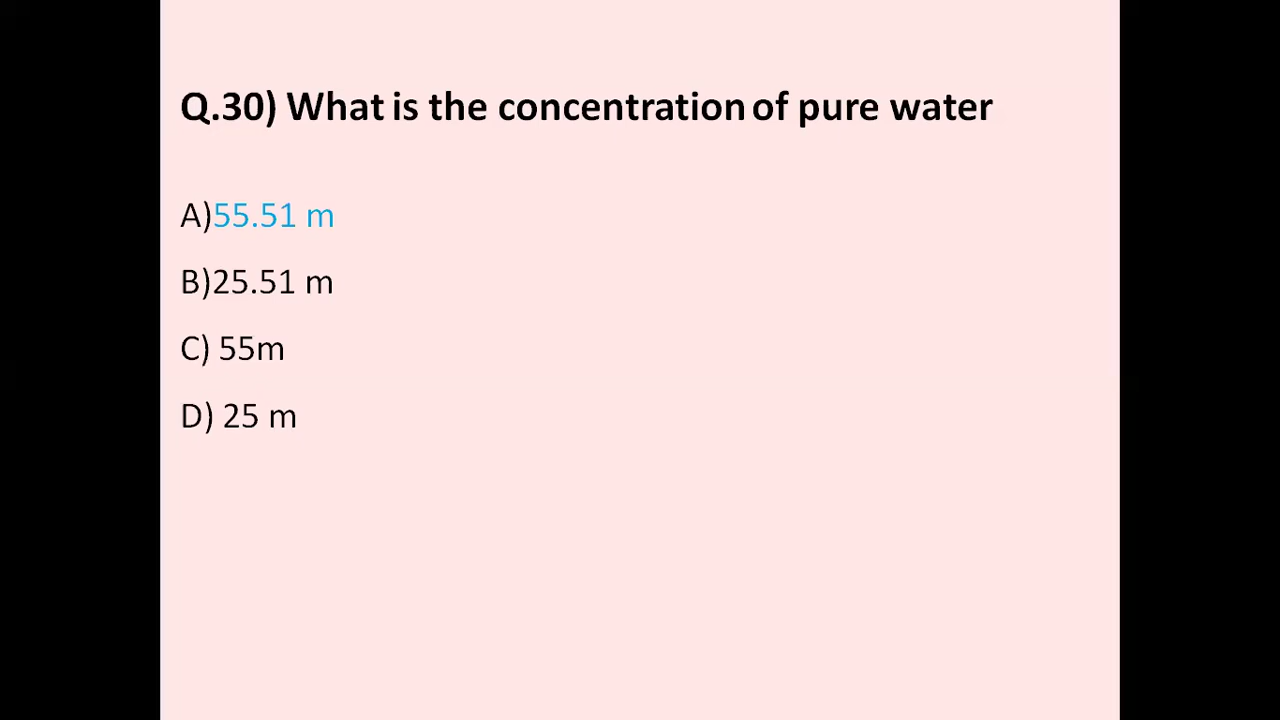 Q.30) What is the concentration of pure water
A)55.51 m
B)25.51 m
C) 55m
D) 25 m